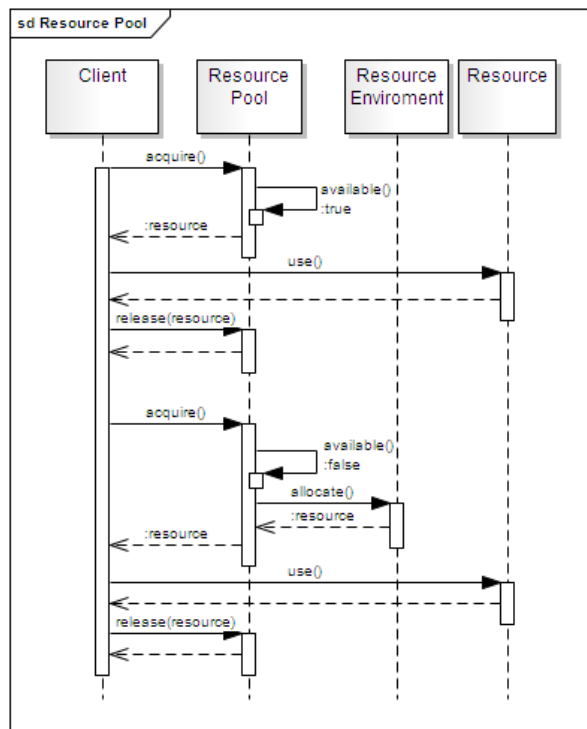 sd Resource Pool
Client
Resource
Pool
Resource
Enviroment
Resource
acquire()
available()
:true
:resource
use()
release(resource)
acquire()
available()
:false
allocate()
:resource
:resource
use()
release(resource)